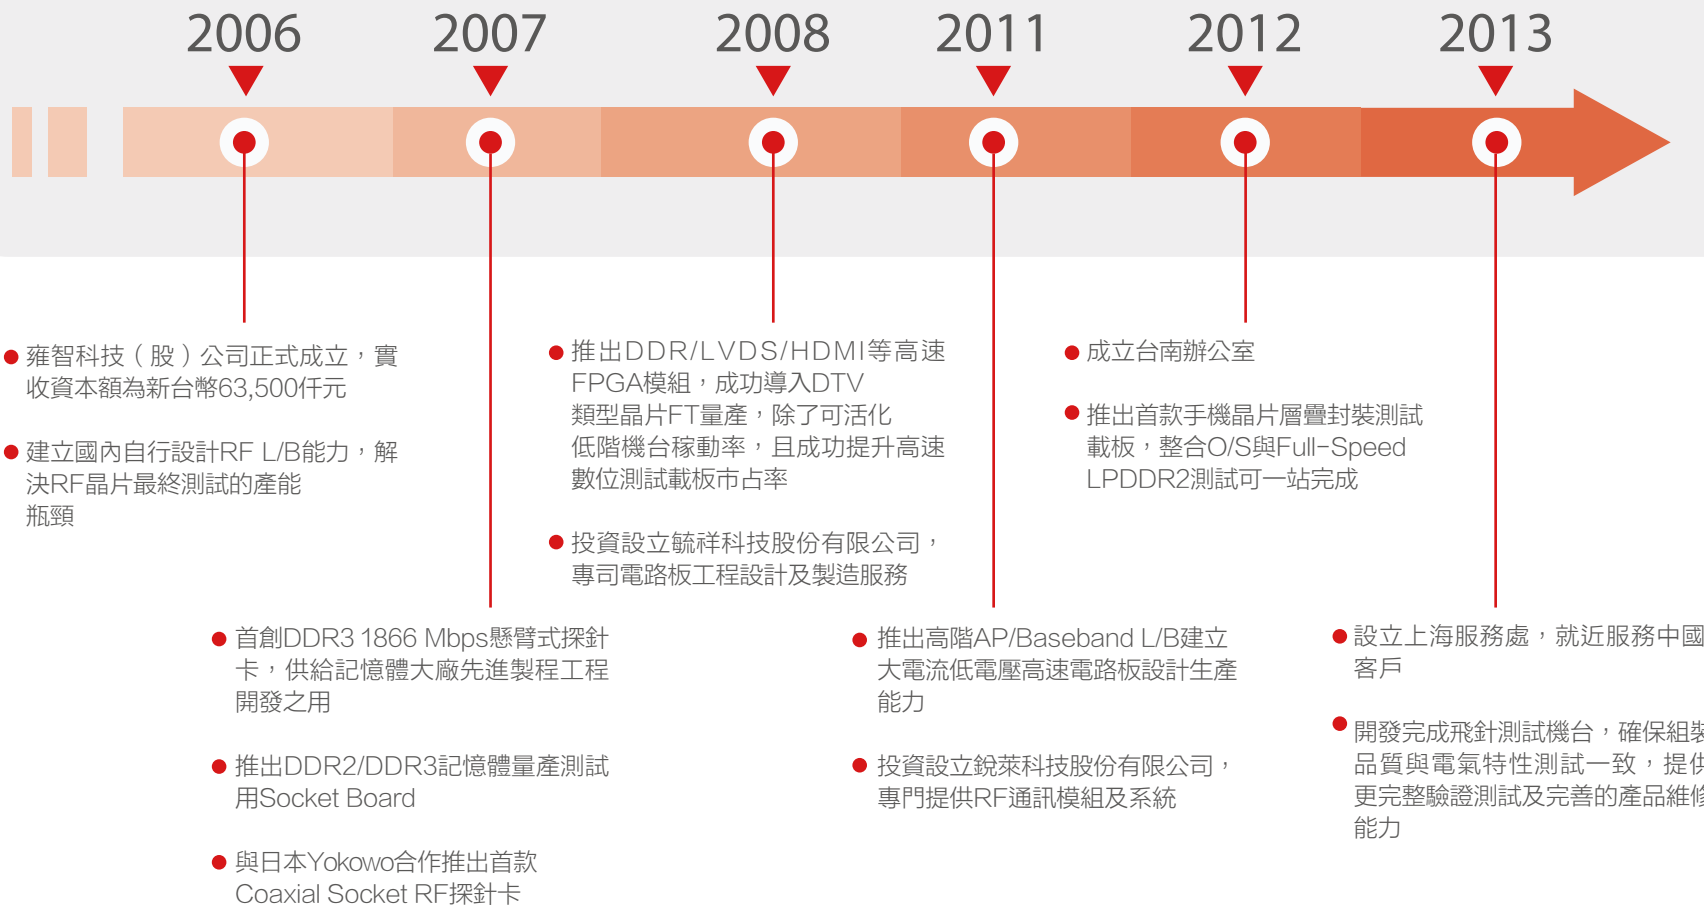 2006
2007
2008
2011
2012
2013
雍智科技（股）公司正式成立，實
收資本額為新台幣63,500仟元
建立國內自行設計RF L/B能力，解
決RF晶片最終測試的產能
瓶頸
首創DDR3 1866 Mbps懸臂式探針
卡，供給記憶體大廠先進製程工程
開發之用
推出DDR2/DDR3記憶體量產測試
用Socket Board
與日本Yokowo合作推出首款
Coaxial Socket RF探針卡
推出DDR/LVDS/HDMI等高速
FPGA模組，成功導入DTV
類型晶片FT量產，除了可活化
低階機台稼動率，且成功提升高速
數位測試載板市占率
投資設立毓祥科技股份有限公司，
專司電路板工程設計及製造服務
推出高階AP/Baseband L/B建立
大電流低電壓高速電路板設計生產
能力
投資設立銳萊科技股份有限公司，
專門提供RF通訊模組及系統
成立台南辦公室
推出首款手機晶片層疊封裝測試
載板，整合O/S與Full-Speed
LPDDR2測試可一站完成
設立上海服務處，就近服務中國
客戶
開發完成飛針測試機台，確保組裝
品質與電氣特性測試一致，提供
更完整驗證測試及完善的產品維修
能力